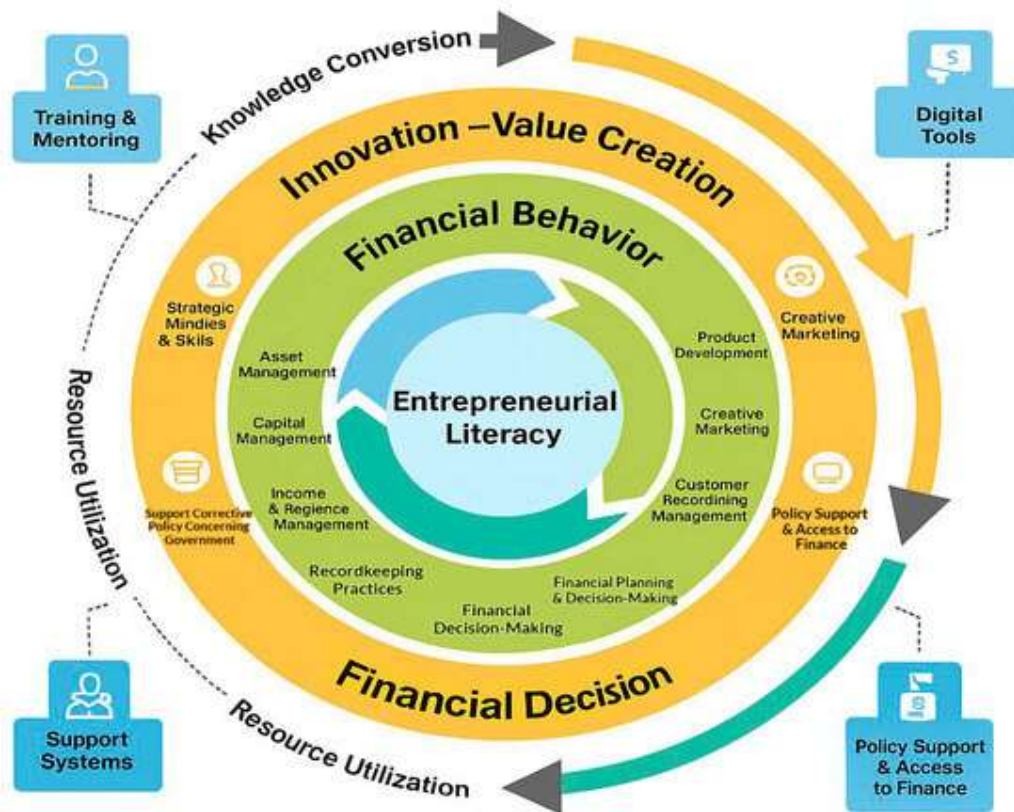 Knowledge Conversion
Training &
Mentoring
$
Digital
Tools
Innovation –Value Creation
Financial Behavior
Strategic
Mindies
& Skils
Creative
Marketing
Asset
Management
Product
Development
Capital
Management
Entrepreneurial
Literacy
Creative
Marketing
Income
& Regience
Management
Customer
Recordining
Management
Support Corrective
Policy Concerning
Government
Policy Support
& Access to
Finance
Recordkeeping
Practices
Financial
Decision-Making
Financial Planning
& Decision-Making
Financial Decision
Resource Utilization
Resource Utilization
Support
Systems
Policy Support
& Access
to Finance